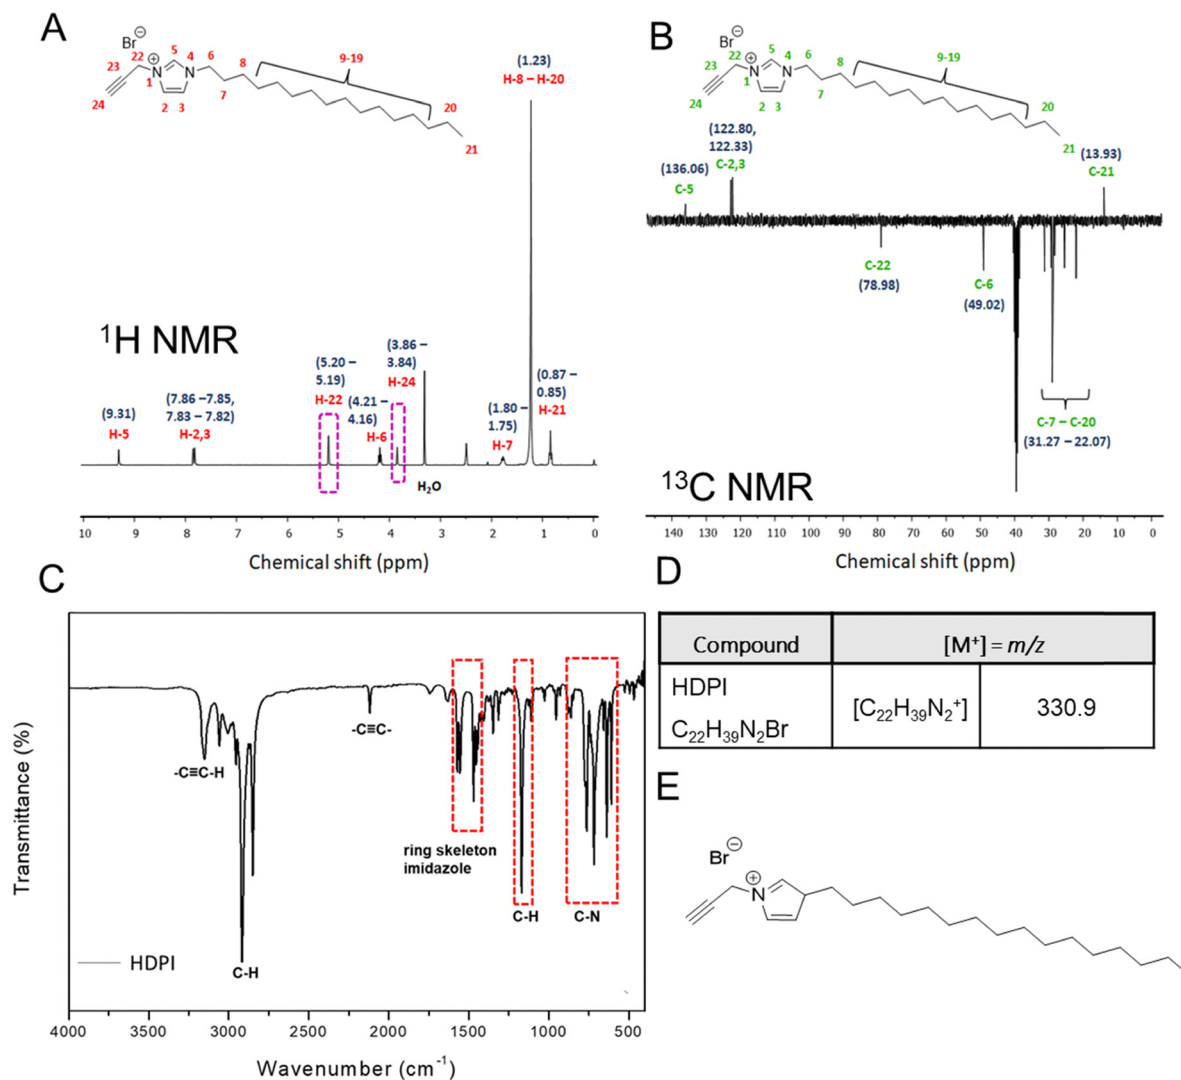 A
Br−
22
23
24
1
N
+
5
4
N
2
3
6
7
8
9-19
20
21
(1.23)
H-8 – H-20
1H NMR
(9.31)
H-5
(7.86 –7.85,
7.83 – 7.82)
H-2,3
(5.20 –
5.19)
H-22
(4.21 –
4.16)
H-6
(3.86 –
3.84)
H-24
H2O
(1.80 –
1.75)
H-7
(0.87 –
0.85)
H-21
10 9 8 7 6 5 4 3 2 1 0
Chemical shift (ppm)
B
Br−
22
23
24
1
N
+
5
4
N
2
3
6
7
8
9-19
20
21
(136.06)
C-5
(122.80,
122.33)
C-2,3
(13.93)
C-21
C-22
(78.98)
C-6
(49.02)
C-7 – C-20
(31.27 – 22.07)
13C NMR
140 130 120 110 100 90 80 70 60 50 40 30 20 10 0
Chemical shift (ppm)
C
Transmittance (%)
-C≡C-H
C-H
-C≡C-
ring skeleton
imidazole
C-H
C-N
HDPI
4000 3500 3000 2500 2000 1500 1000 500
Wavenumber (cm-1)
D
Compound [M+] = m/z
HDPI
C22H39N2Br
[C22H39N2+]
330.9
E
Br−
+
N